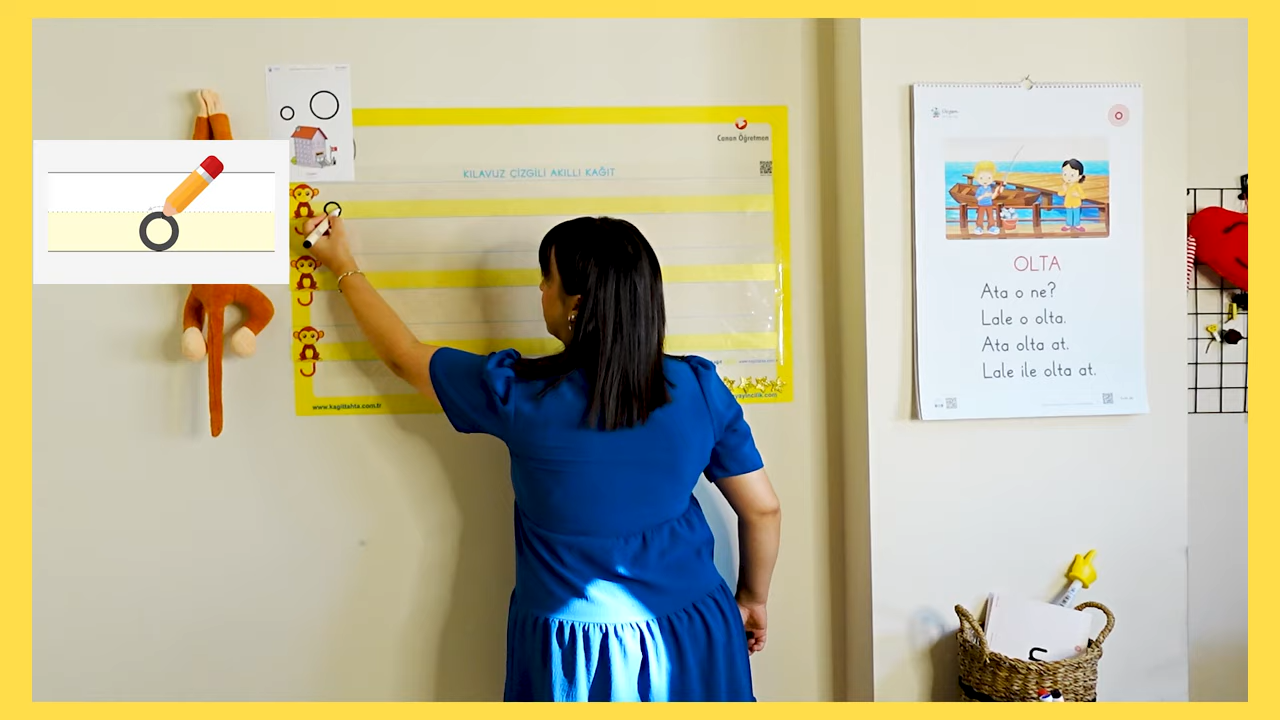 Canan Öğretmen
KILAVUZ ÇİZGİLİ AKILLI KAĞIT
www.kagittahta.com.tr
o
OLTA
Ata o ne?
Lale o olta.
Ata olta at.
Lale ile olta at.